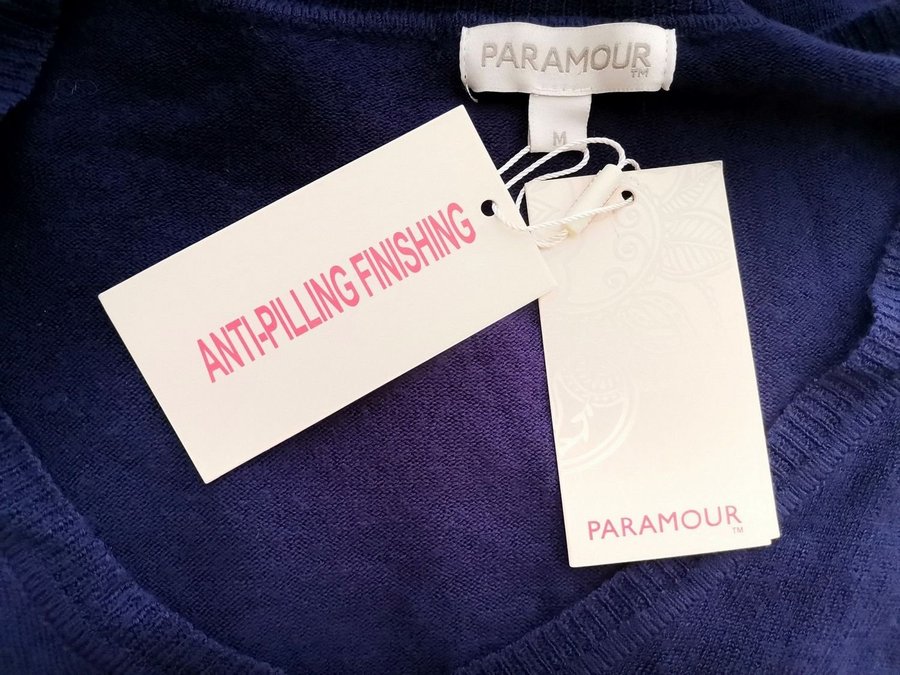 PARAMOUR
TM
M
ANTI-PILLING FINISHING
PARAMOUR
TM